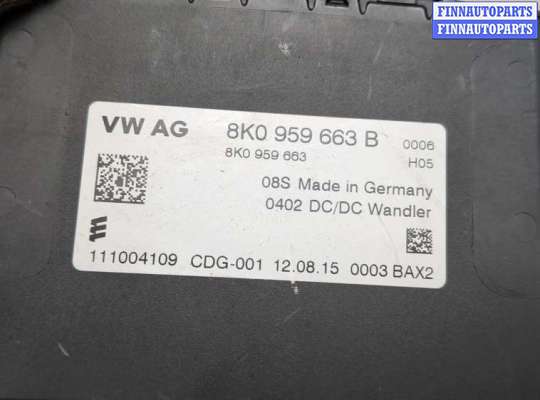 FINNAUTOPARTS
FINNAUTOPARTS
FINNAUTOPARTS
VW AG 8K0 959 663 B 0006
8K0 959 663 H05
08S Made in Germany
0402 DC/DC Wandler
111004109 CDG-001 12.08.15 0003 BAX2